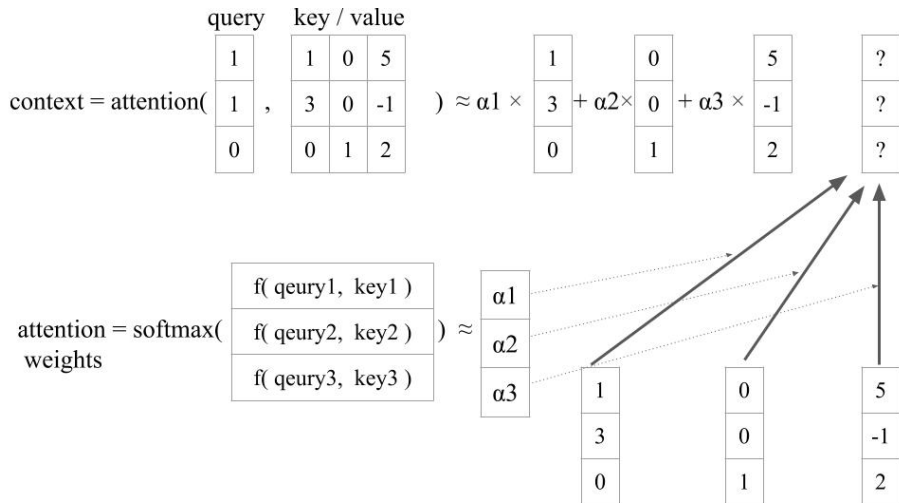 query key / value
1 1 0 5 1 0 5 ?
context = attention( 1 , 3 0 -1 ) ≈ α1 × 3 + α2× 0 + α3 × -1 ?
0 0 1 2 0 1 2 ?
f( qeury1, key1 ) α1
attention = softmax( f( qeury2, key2 ) ) ≈ α2
weights
f( qeury3, key3 ) α3
1 0 5
3 0 -1
0 1 2